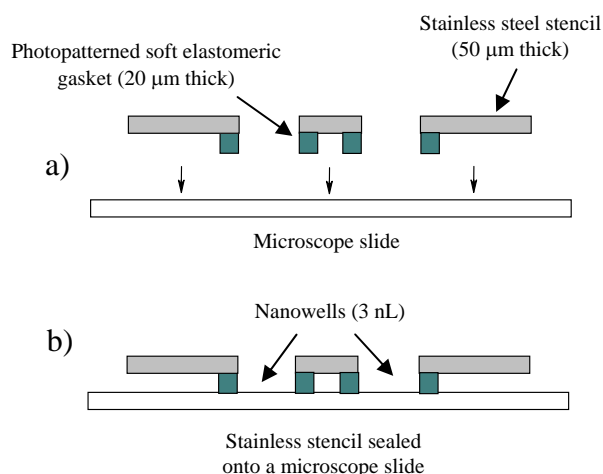 Stainless steel stencil
(50 μm thick)
Photopatterned soft elastomeric
gasket (20 μm thick)
a)
Microscope slide
Nanowells (3 nL)
b)
Stainless stencil sealed
onto a microscope slide